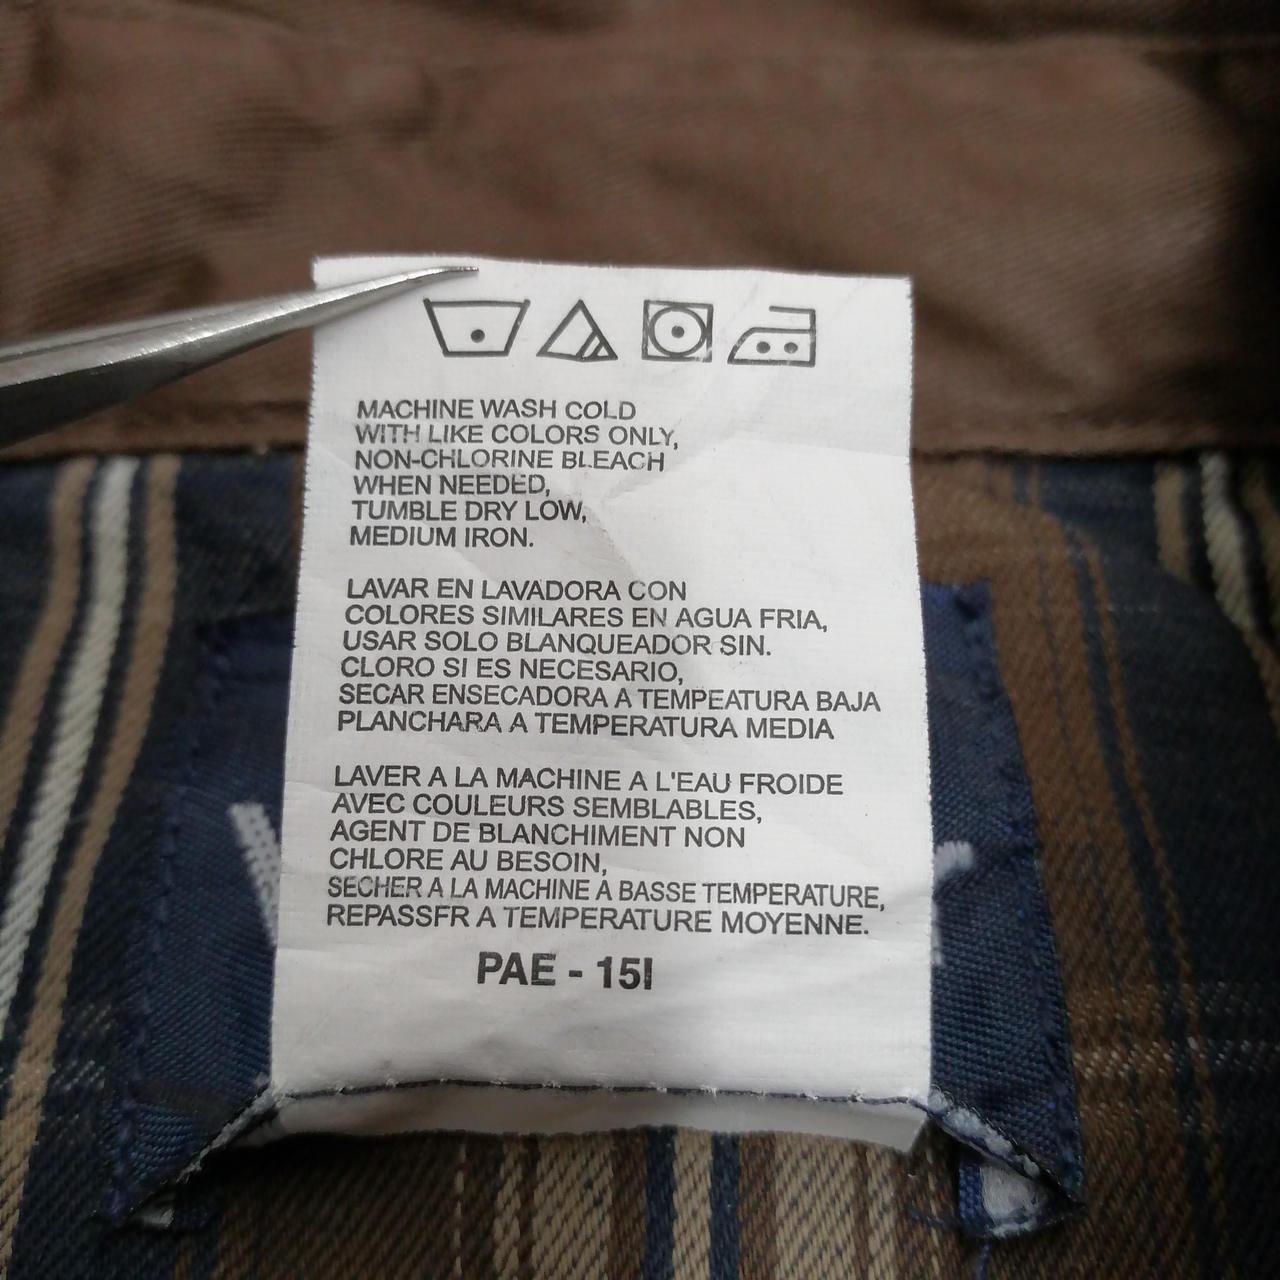 MACHINE WASH COLD
WITH LIKE COLORS ONLY,
NON-CHLORINE BLEACH
WHEN NEEDED,
TUMBLE DRY LOW,
MEDIUM IRON.
LAVAR EN LAVADORA CON
COLORES SIMILARES EN AGUA FRIA,
USAR SOLO BLANQUEADOR SIN.
CLORO SI ES NECESARIO,
SECAR ENSECADORA A TEMPEATURA BAJA
PLANCHARA A TEMPERATURA MEDIA
LAVER A LA MACHINE A L'EAU FROIDE
AVEC COULEURS SEMBLABLES,
AGENT DE BLANCHIMENT NON
CHLORE AU BESOIN,
SECHER A LA MACHINE A BASSE TEMPERATURE,
REPASSFR A TEMPERATURE MOYENNE.
PAE - 15I